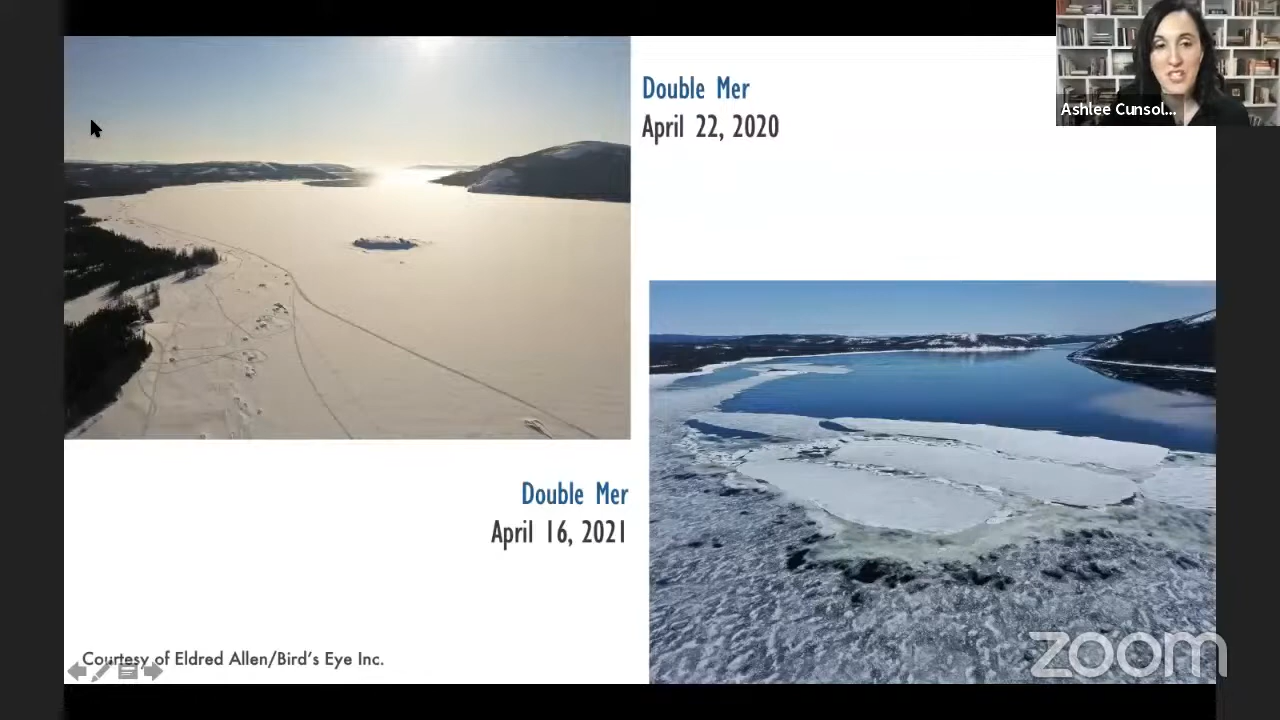 Double Mer
April 22, 2020
Ashlee Cunsol...
Double Mer
April 16, 2021
Courtesy of Eldred Allen/Bird's Eye Inc.
zoom